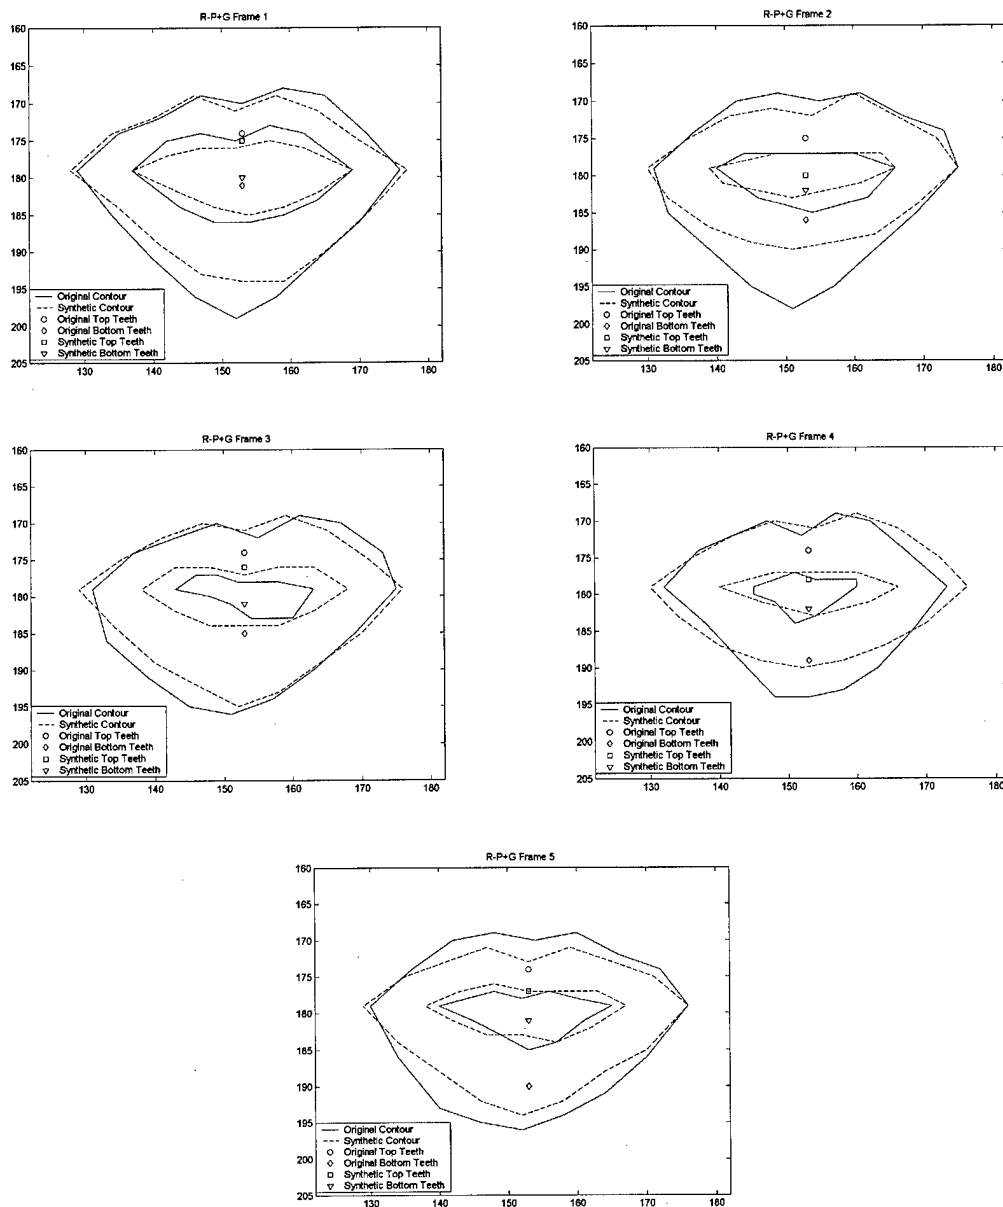 R-P+G Frame 1
160
165
170
175
180
185
190
195
200
205
130
140
150
160
170
180
Original Contour
Synthetic Contour
Original Top Teeth
Original Bottom Teeth
Synthetic Top Teeth
Synthetic Bottom Teeth
R-P+G Frame 2
160
165
170
175
180
185
190
195
200
205
130
140
150
160
170
180
Original Contour
Synthetic Contour
Original Top Teeth
Original Bottom Teeth
Synthetic Top Teeth
Synthetic Bottom Teeth
R-P+G Frame 3
160
165
170
175
180
185
190
195
200
205
130
140
150
160
170
180
Original Contour
Synthetic Contour
Original Top Teeth
Original Bottom Teeth
Synthetic Top Teeth
Synthetic Bottom Teeth
R-P+G Frame 4
160
165
170
175
180
185
190
195
200
205
130
140
150
160
170
180
Original Contour
Synthetic Contour
Original Top Teeth
Original Bottom Teeth
Synthetic Top Teeth
Synthetic Bottom Teeth
R-P+G Frame 5
160
165
170
175
180
185
190
195
200
205
130
140
150
160
170
180
Original Contour
Synthetic Contour
Original Top Teeth
Original Bottom Teeth
Synthetic Top Teeth
Synthetic Bottom Teeth